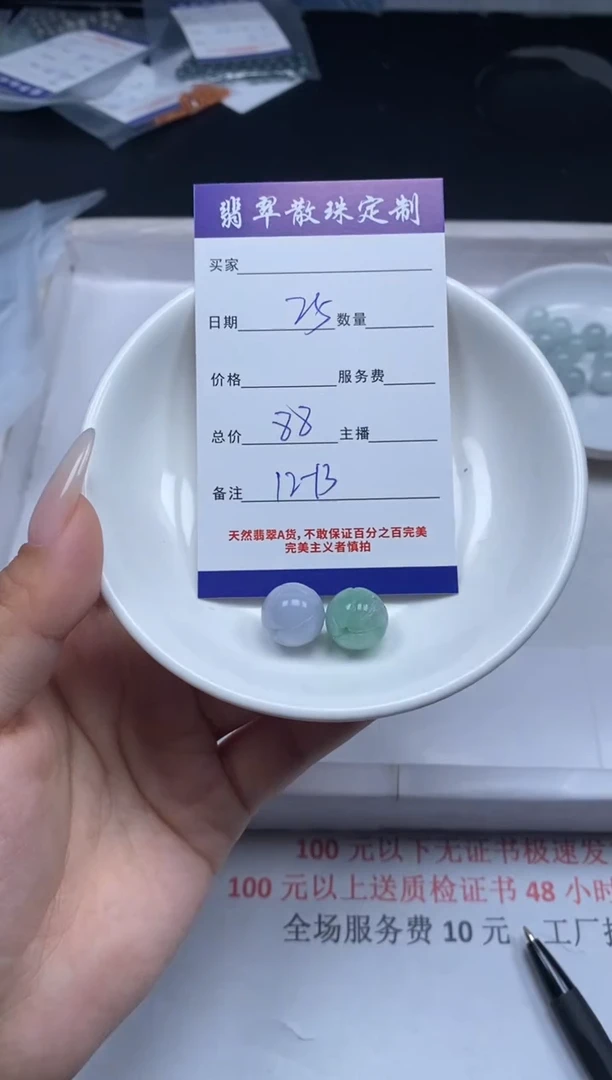 翡翠散珠定制
买家
日期 25 数量
价格 服务费
总价 88 主播
备注 12-13
天然翡翠A货,不敢保证百分之百完美
完美主义者慎拍
100 元以下无证书极速发
100 元以上送质检证书 48 小时
全场服务费 10 元 工厂